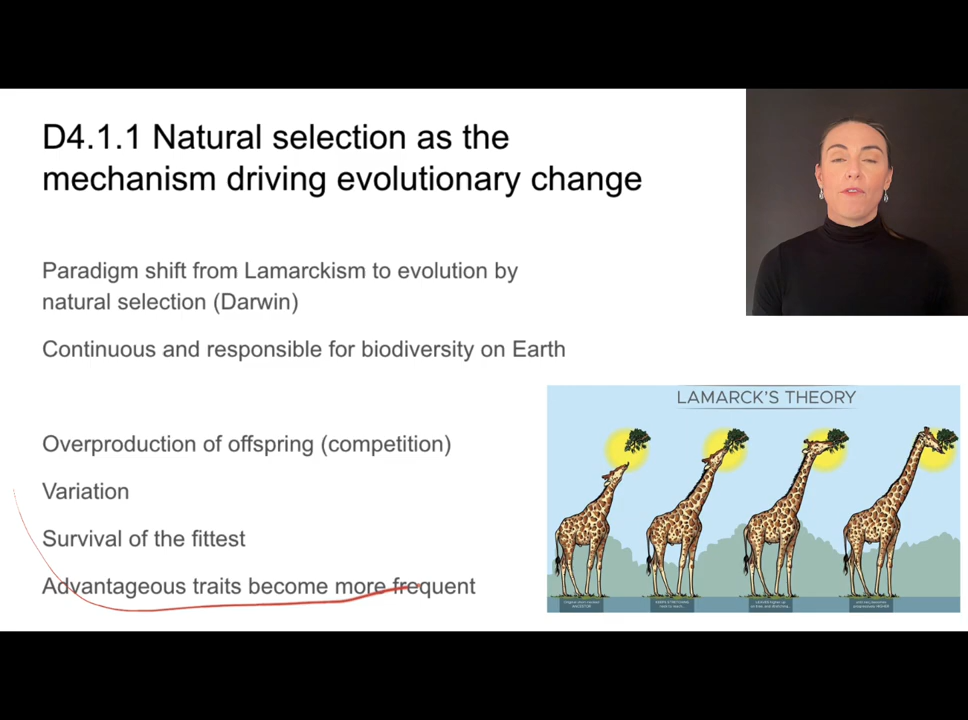 D4.1.1 Natural selection as the
mechanism driving evolutionary change
Paradigm shift from Lamarckism to evolution by
natural selection (Darwin)
Continuous and responsible for biodiversity on Earth
Overproduction of offspring (competition)
Variation
Survival of the fittest
Advantageous traits become more frequent
LAMARCK'S THEORY